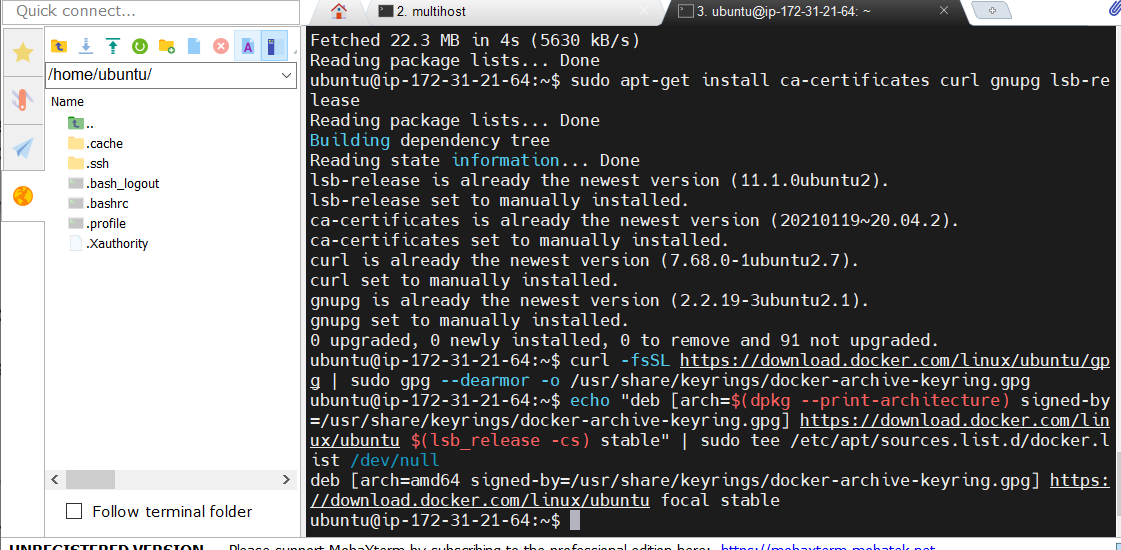 Quick connect...
2. multihost
3. ubuntu@ip-172-31-21-64: ~
/home/ubuntu/
Name
..
.cache
.ssh
.bash_logout
.bashrc
.profile
.Xauthority
Follow terminal folder
Fetched 22.3 MB in 4s (5630 kB/s)
Reading package lists... Done
ubuntu@ip-172-31-21-64:~$ sudo apt-get install ca-certificates curl gnupg lsb-re
lease
Reading package lists... Done
Building dependency tree
Reading state information... Done
lsb-release is already the newest version (11.1.0ubuntu2).
lsb-release set to manually installed.
ca-certificates is already the newest version (20210119~20.04.2).
ca-certificates set to manually installed.
curl is already the newest version (7.68.0-1ubuntu2.7).
curl set to manually installed.
gnupg is already the newest version (2.2.19-3ubuntu2.1).
gnupg set to manually installed.
0 upgraded, 0 newly installed, 0 to remove and 91 not upgraded.
ubuntu@ip-172-31-21-64:~$ curl -fsSL https://download.docker.com/linux/ubuntu/gp
g | sudo gpg --dearmor -o /usr/share/keyrings/docker-archive-keyring.gpg
ubuntu@ip-172-31-21-64:~$ echo "deb [arch=$(dpkg --print-architecture) signed-by
=/usr/share/keyrings/docker-archive-keyring.gpg] https://download.docker.com/lin
ux/ubuntu $(lsb_release -cs) stable" | sudo tee /etc/apt/sources.list.d/docker.l
ist /dev/null
deb [arch=amd64 signed-by=/usr/share/keyrings/docker-archive-keyring.gpg] https:
//download.docker.com/linux/ubuntu focal stable
ubuntu@ip-172-31-21-64:~$
UNREGISTERED VERSION - Please support MobaXterm by subscribing to the professional edition here: https://mobaxterm.mobatek.net